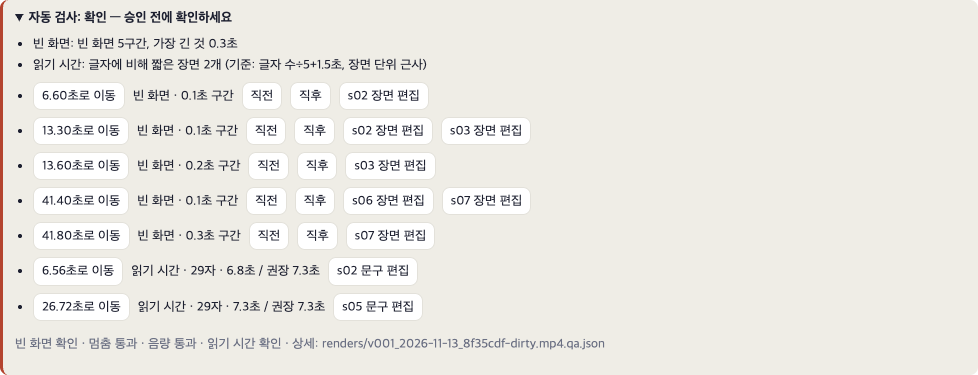 ▼ 자동 검사: 확인 — 승인 전에 확인하세요
• 빈 화면: 빈 화면 5구간, 가장 긴 것 0.3초
• 읽기 시간: 글자에 비해 짧은 장면 2개 (기준: 글자 수÷5+1.5초, 장면 단위 근사)
• 6.60초로 이동 빈 화면 · 0.1초 구간 직전 직후 s02 장면 편집
• 13.30초로 이동 빈 화면 · 0.1초 구간 직전 직후 s02 장면 편집 s03 장면 편집
• 13.60초로 이동 빈 화면 · 0.2초 구간 직전 직후 s03 장면 편집
• 41.40초로 이동 빈 화면 · 0.1초 구간 직전 직후 s06 장면 편집 s07 장면 편집
• 41.80초로 이동 빈 화면 · 0.3초 구간 직전 직후 s07 장면 편집
• 6.56초로 이동 읽기 시간 · 29자 · 6.8초 / 권장 7.3초 s02 문구 편집
• 26.72초로 이동 읽기 시간 · 29자 · 7.3초 / 권장 7.3초 s05 문구 편집
빈 화면 확인 · 멈춤 통과 · 음량 통과 · 읽기 시간 확인 · 상세: renders/v001_2026-11-13_8f35cdf-dirty.mp4.qa.json